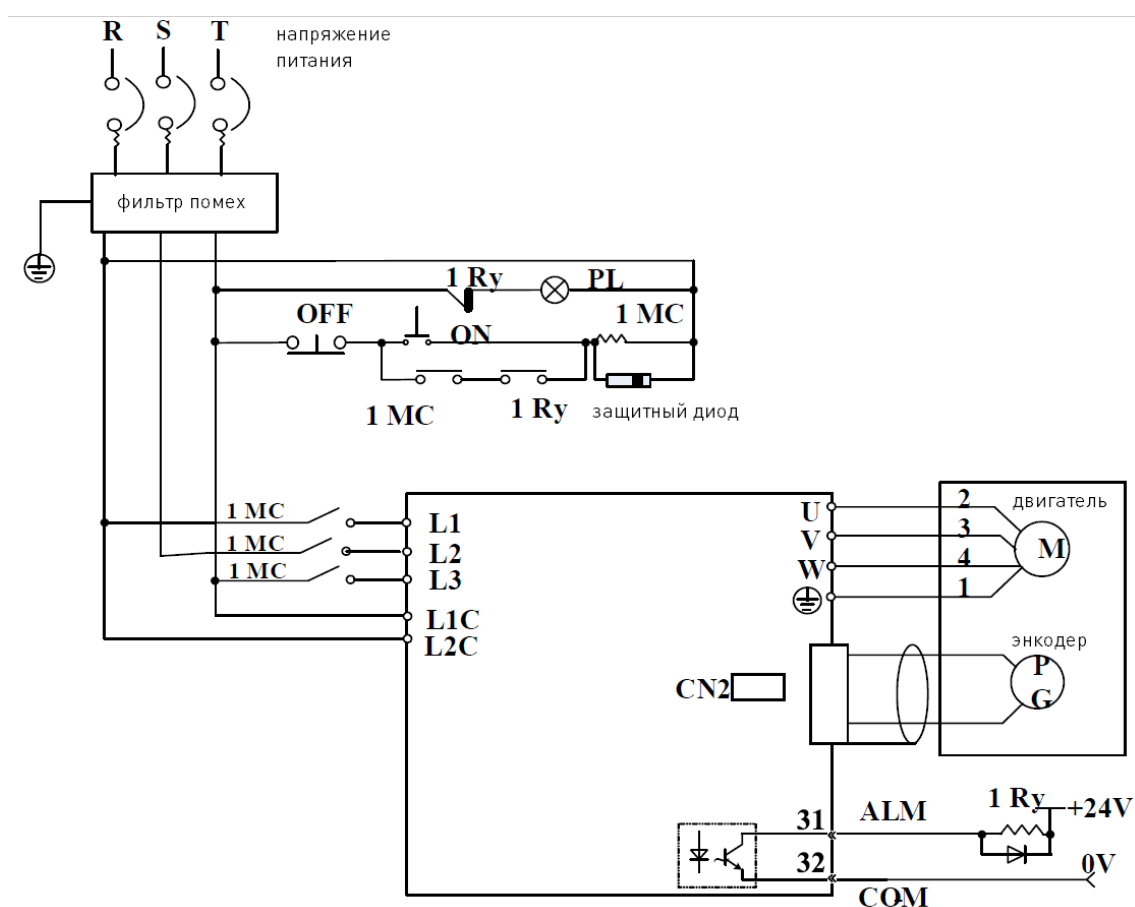 R S T
напряжение
питания
фильтр помех
1 Ry PL
OFF 1 MC
ON
1 MC 1 Ry защитный диод
1 MC L1
1 MC L2
1 MC L3
L1C
L2C
U 2 двигатель
V 3
M
W 4
1
энкодер
P
G
CN2
31 ALM 1 Ry +24V
32 0V
COM